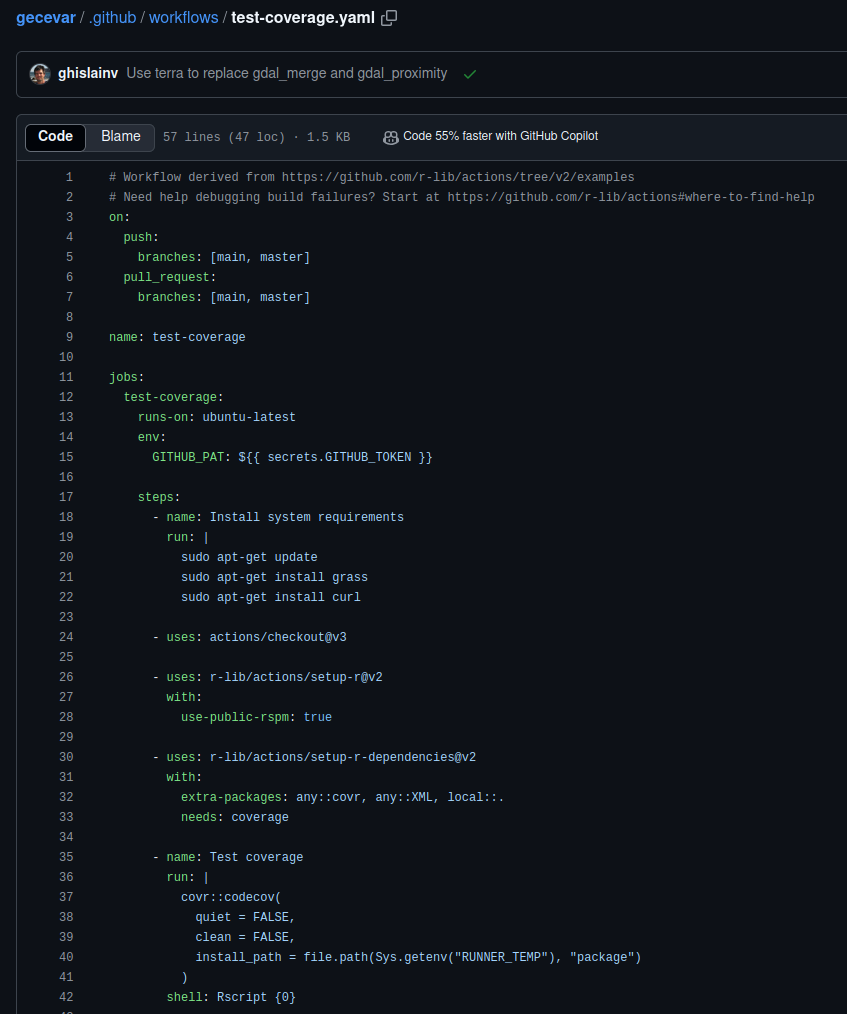 gecevar / .github / workflows / test-coverage.yaml
ghislainv Use terra to replace gdal_merge and gdal_proximity
Code Blame 57 lines (47 loc) · 1.5 KB Code 55% faster with GitHub Copilot
1 # Workflow derived from https://github.com/r-lib/actions/tree/v2/examples
2 # Need help debugging build failures? Start at https://github.com/r-lib/actions#where-to-find-help
3 on:
4   push:
5     branches: [main, master]
6   pull_request:
7     branches: [main, master]
8
9 name: test-coverage
10
11 jobs:
12   test-coverage:
13     runs-on: ubuntu-latest
14     env:
15       GITHUB_PAT: ${{ secrets.GITHUB_TOKEN }}
16
17     steps:
18       - name: Install system requirements
19         run: |
20           sudo apt-get update
21           sudo apt-get install grass
22           sudo apt-get install curl
23
24       - uses: actions/checkout@v3
25
26       - uses: r-lib/actions/setup-r@v2
27         with:
28           use-public-rspm: true
29
30       - uses: r-lib/actions/setup-r-dependencies@v2
31         with:
32           extra-packages: any::covr, any::XML, local::.
33           needs: coverage
34
35       - name: Test coverage
36         run: |
37           covr::codecov(
38             quiet = FALSE,
39             clean = FALSE,
40             install_path = file.path(Sys.getenv("RUNNER_TEMP"), "package")
41           )
42         shell: Rscript {0}